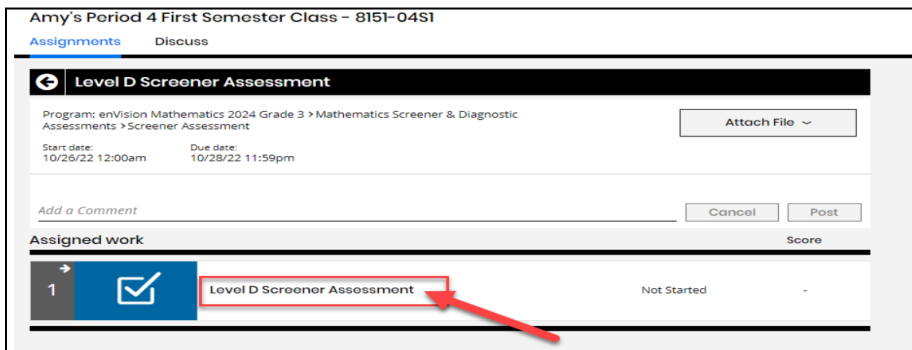 Amy's Period 4 First Semester Class - 8151-04S1
Assignments Discuss
Level D Screener Assessment
Program: enVision Mathematics 2024 Grade 3 > Mathematics Screener & Diagnostic
Assessments > Screener Assessment
Attach File
Start date: Due date:
10/26/22 12:00am 10/28/22 11:59pm
Add a Comment
Cancel Post
Assigned work Score
1 Level D Screener Assessment Not Started -